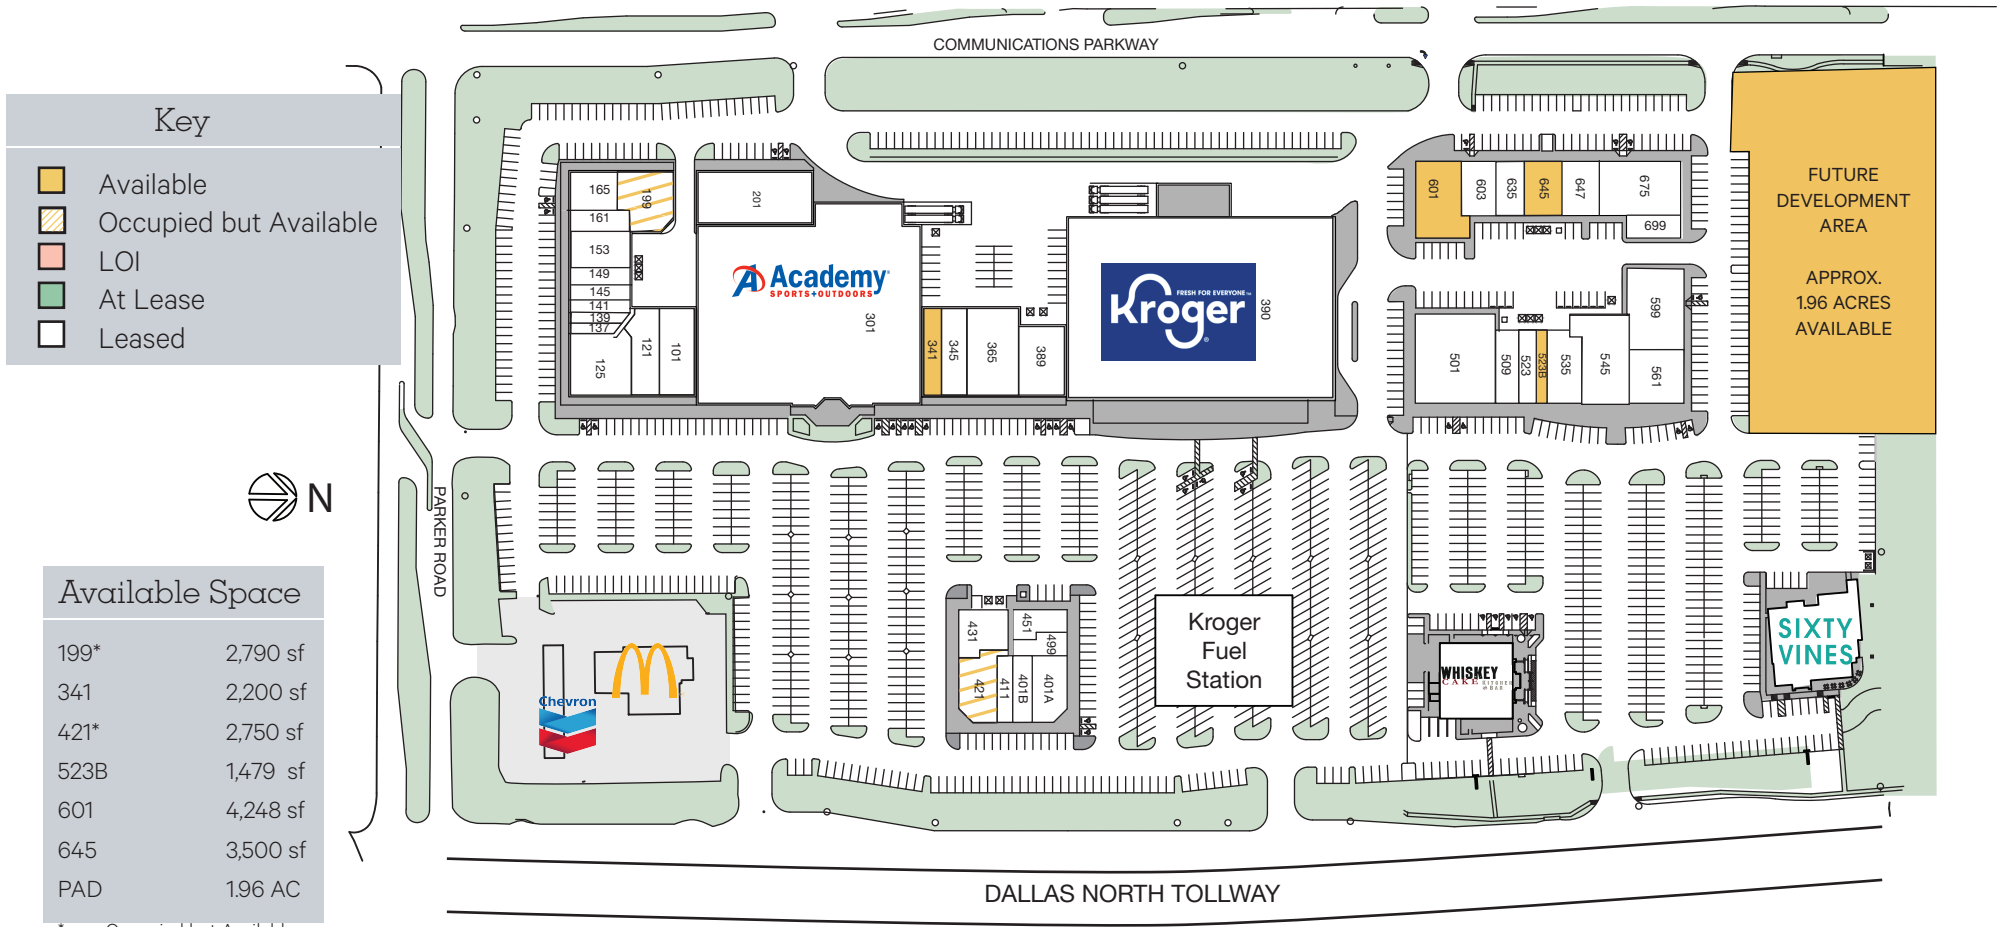 COMMUNICATIONS PARKWAY
Key
Available
Occupied but Available
LOI
At Lease
Leased
N
PARKER ROAD
Available Space
199* 2,790 sf
341 2,200 sf
421* 2,750 sf
523B 1,479 sf
601 4,248 sf
645 3,500 sf
PAD 1.96 AC
165
199
161
153
149
145
141
139
137
125
121
101
201
Academy
SPORTS+OUTDOORS
301
341
345
365
389
Kroger
FRESH FOR EVERYONE™
390
601
603
635
645
647
675
699
501
509
523
523B
535
545
599
561
FUTURE
DEVELOPMENT
AREA
APPROX.
1.96 ACRES
AVAILABLE
Chevron
431
451
499
421
411
401B
401A
Kroger
Fuel
Station
WHISKEY
CAKE KITCHEN
& BAR
SIXTY
VINES
DALLAS NORTH TOLLWAY